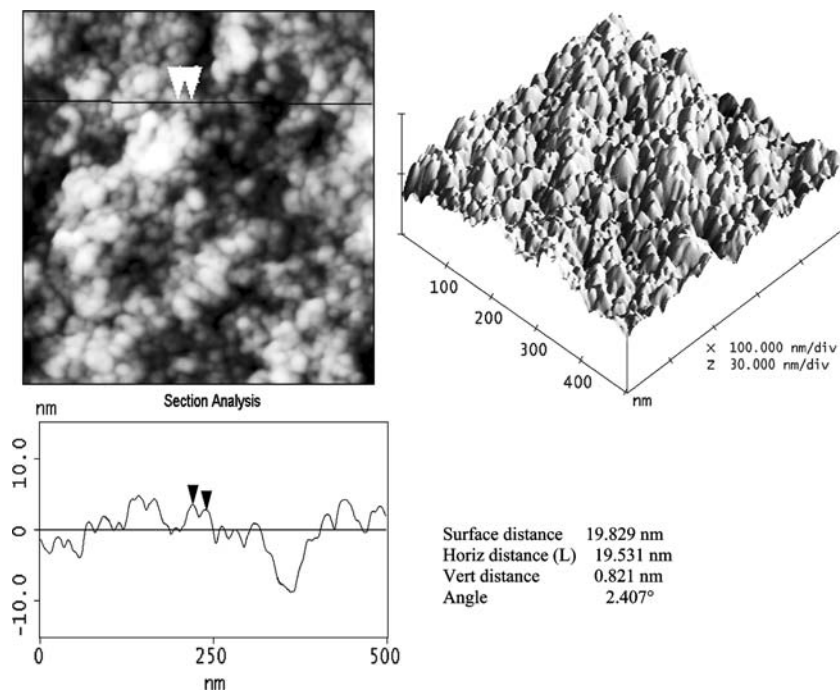 100
200
300
400
nm
X 100.000 nm/div
Z 30.000 nm/div
Section Analysis
nm
10.0
0
-10.0
0 250 500
nm
Surface distance 19.829 nm
Horiz distance (L) 19.531 nm
Vert distance 0.821 nm
Angle 2.407°